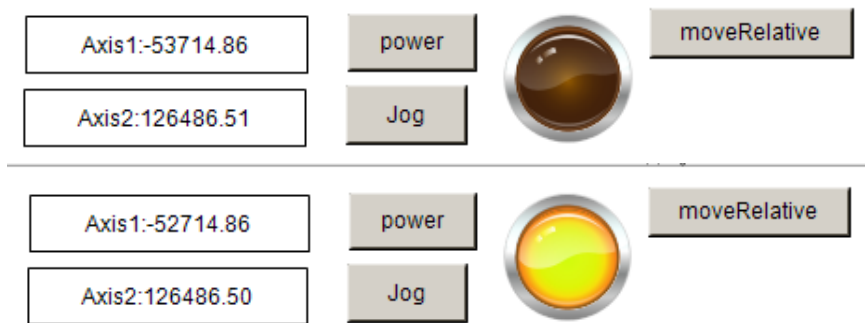 Axis1:-53714.86
power
moveRelative
Axis2:126486.51
Jog
Axis1:-52714.86
power
moveRelative
Axis2:126486.50
Jog